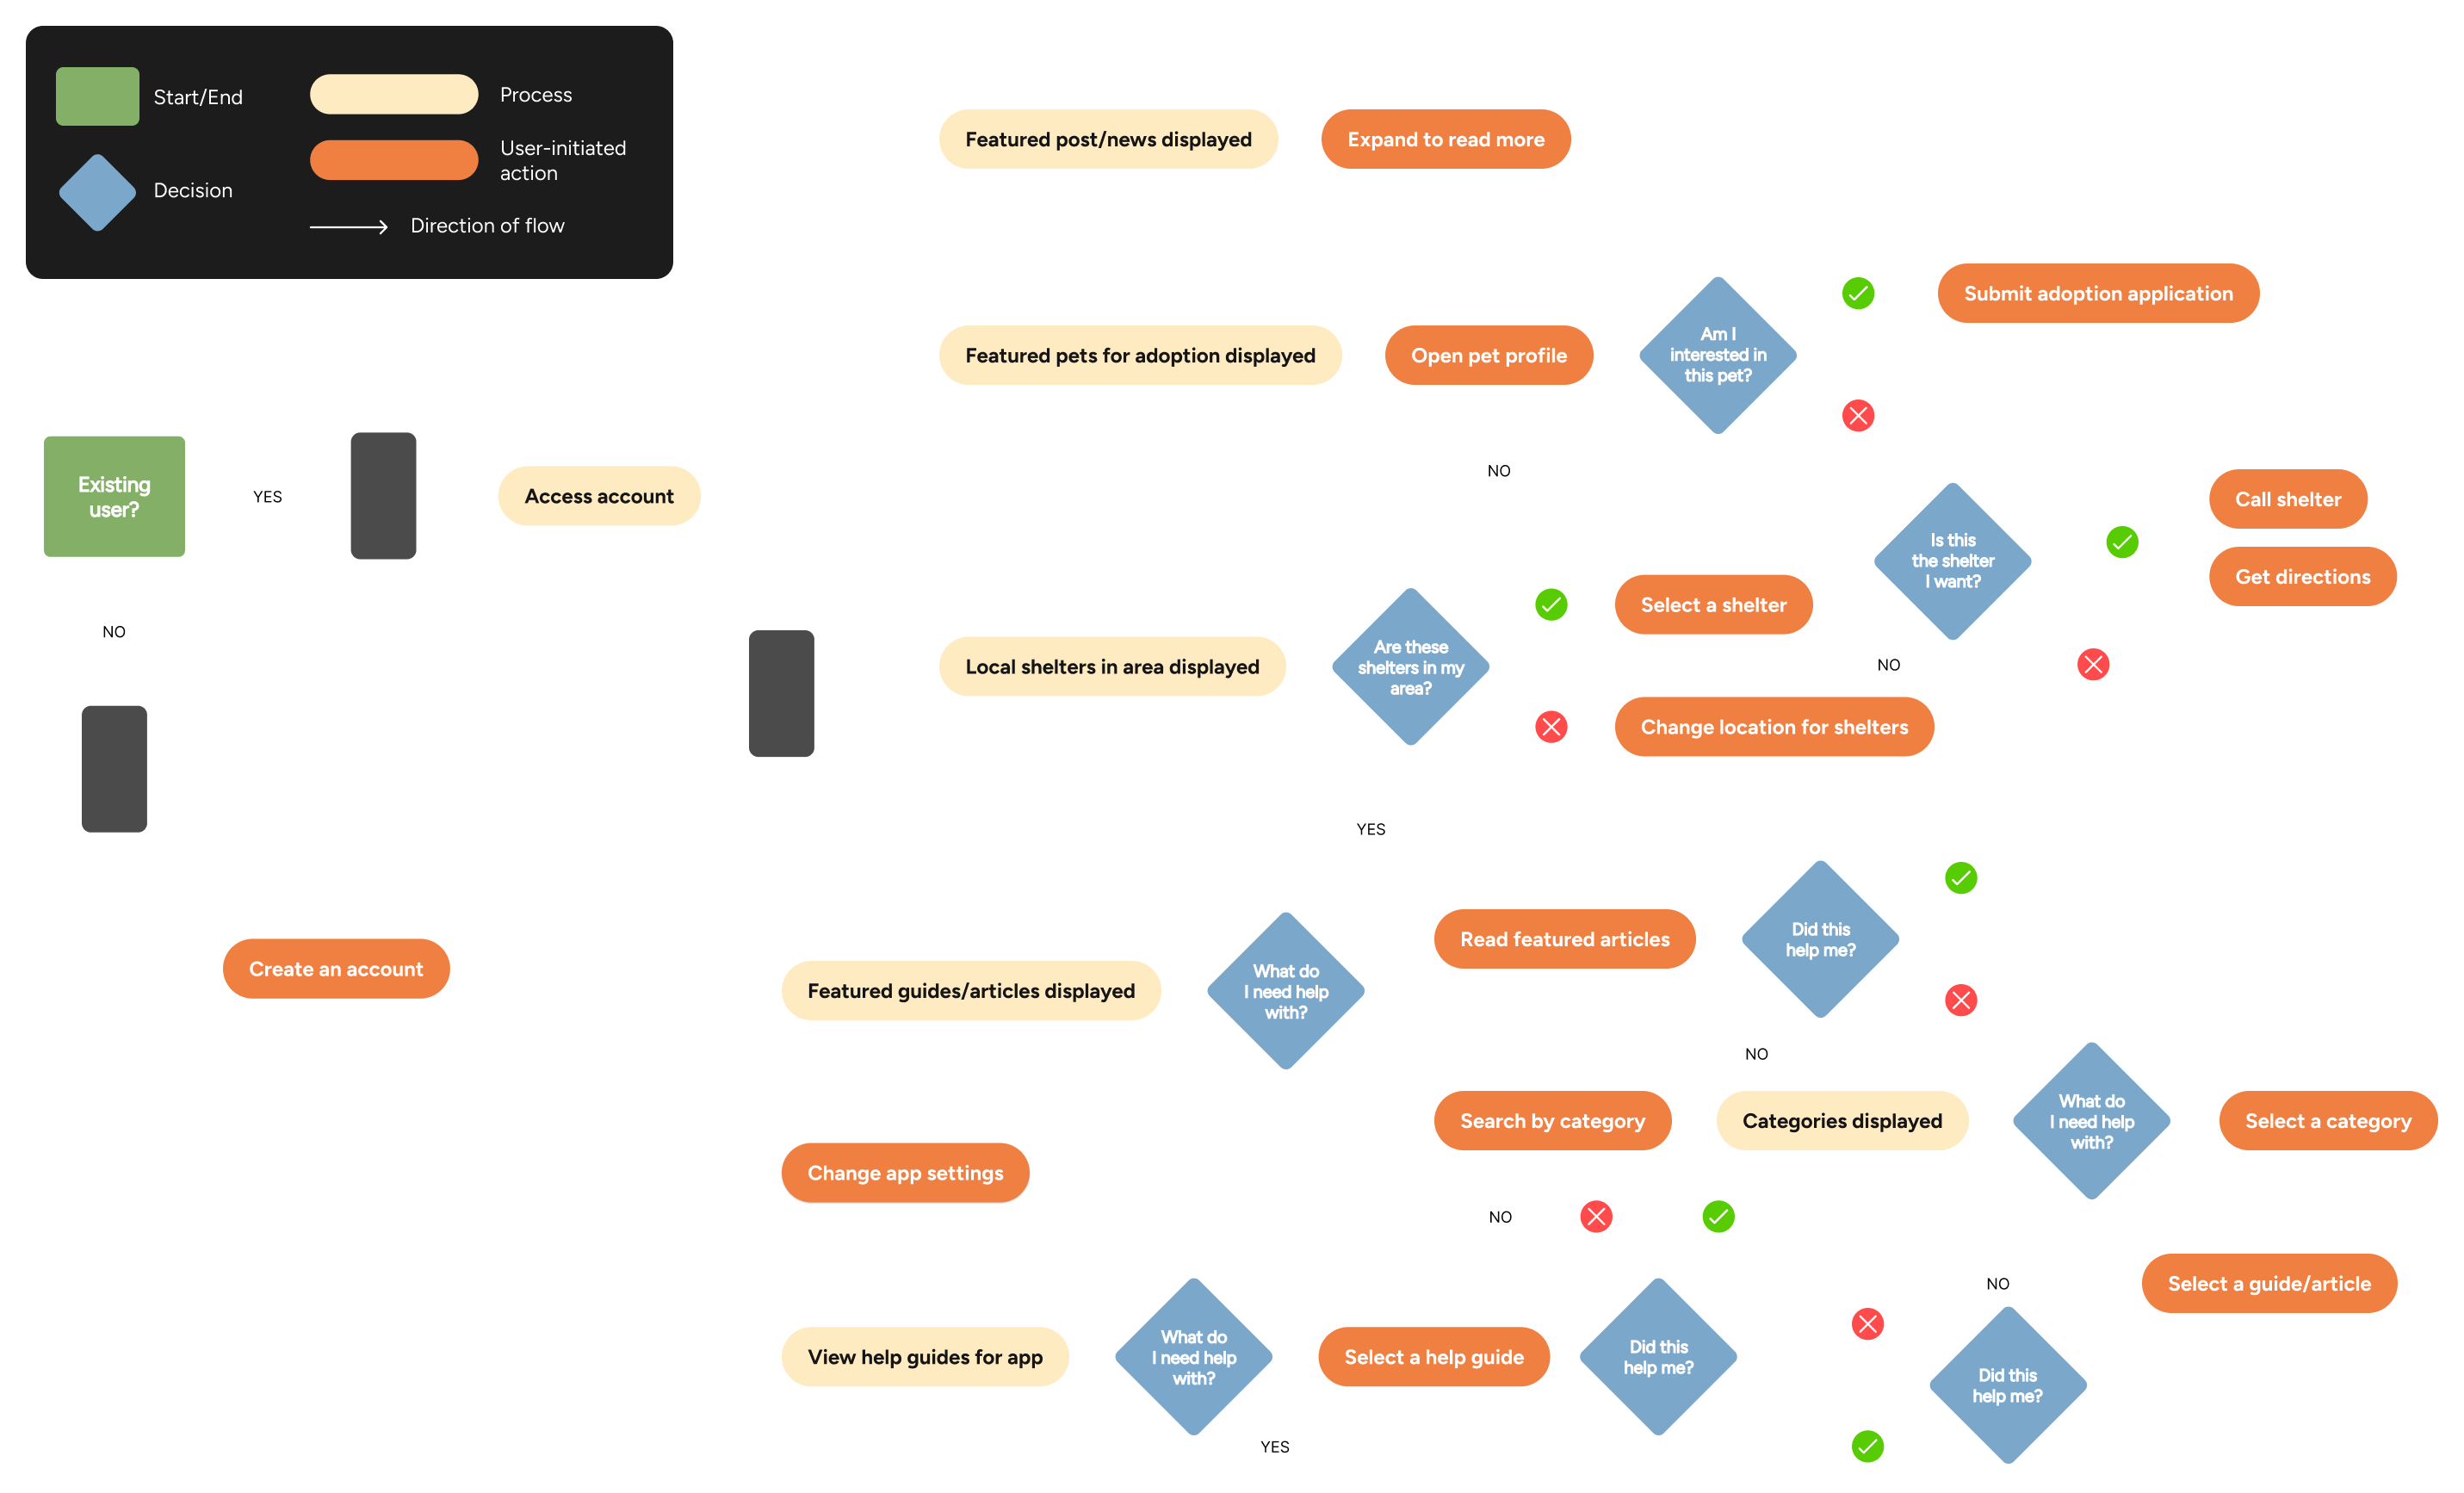 Start/End
Process
User-initiated
action
Decision
Direction of flow
Featured post/news displayed
Expand to read more
Featured pets for adoption displayed
Open pet profile
Am I
interested in
this pet?
Submit adoption application
NO
Existing
user?
YES
Access account
NO
Local shelters in area displayed
Are these
shelters in my
area?
Select a shelter
Change location for shelters
Is this
the shelter
I want?
NO
Call shelter
Get directions
YES
Create an account
Featured guides/articles displayed
What do
I need help
with?
Read featured articles
Did this
help me?
NO
Search by category
Categories displayed
What do
I need help
with?
Select a category
Change app settings
NO
NO
Select a guide/article
View help guides for app
What do
I need help
with?
Select a help guide
Did this
help me?
Did this
help me?
YES